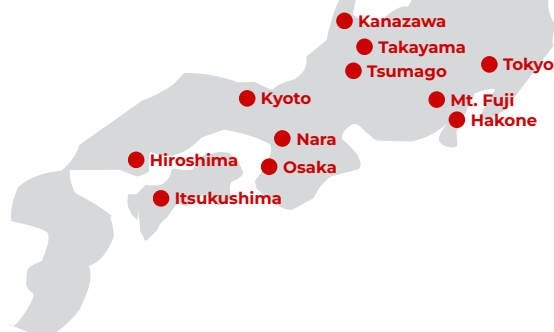 Kanazawa
Takayama
Tokyo
Tsumago
Kyoto
Mt. Fuji
Hakone
Nara
Hiroshima
Osaka
Itsukushima